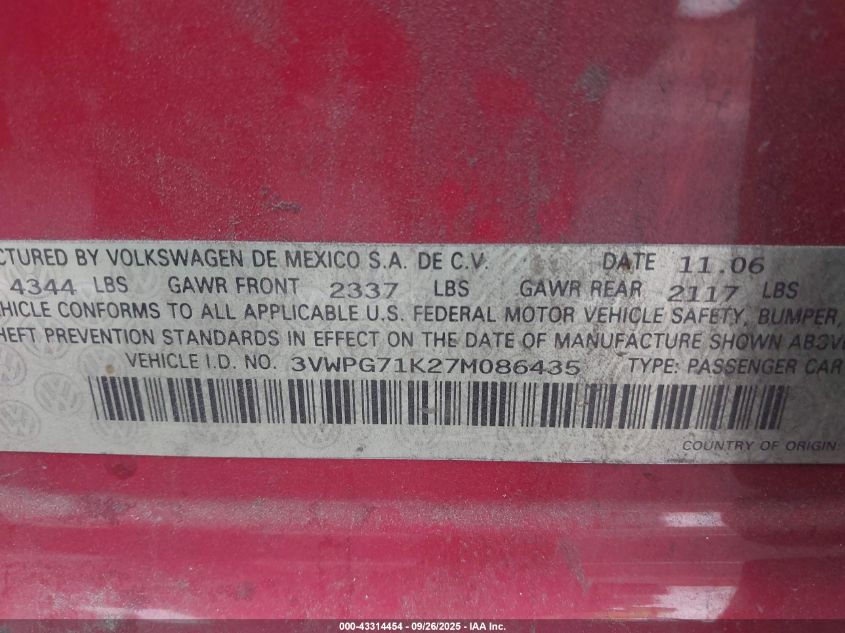 CTURED BY VOLKSWAGEN DE MEXICO S.A. DE C.V. DATE 11.06
4344 LBS GAWR FRONT 2337 LBS GAWR REAR 2117 LBS
EHICLE CONFORMS TO ALL APPLICABLE U.S. FEDERAL MOTOR VEHICLE SAFETY, BUMPER,
HEFT PREVENTION STANDARDS IN EFFECT ON THE DATE OF MANUFACTURE SHOWN ABOVE
VEHICLE I.D. NO. 3VWPG71K27M086435 TYPE: PASSENGER CAR
COUNTRY OF ORIGIN:
000-43314454 - 09/26/2025 - IAA Inc.